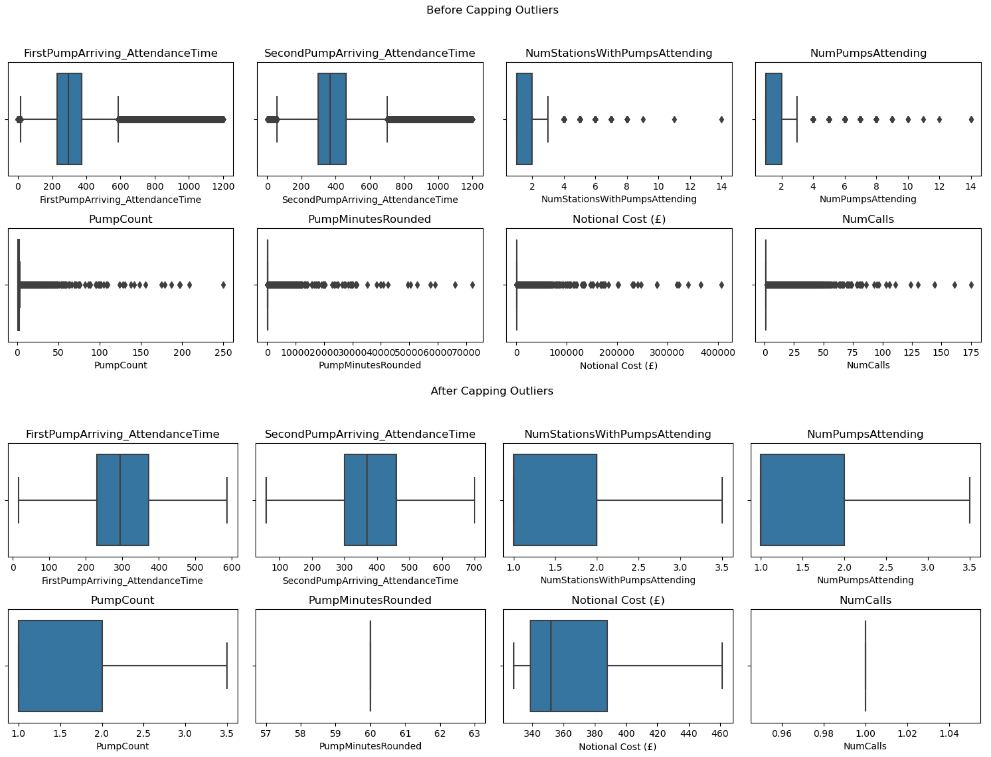 Before Capping Outliers
FirstPumpArriving_AttendanceTime SecondPumpArriving_AttendanceTime NumStationsWithPumpsAttending NumPumpsAttending
0 200 400 600 800 1000 1200 0 200 400 600 800 1000 1200 2 4 6 8 10 12 14 2 4 6 8 10 12 14
FirstPumpArriving_AttendanceTime SecondPumpArriving_AttendanceTime NumStationsWithPumpsAttending NumPumpsAttending
PumpCount PumpMinutesRounded Notional Cost (£) NumCalls
0 50 100 150 200 250 0 10000 20000 30000 40000 50000 60000 70000 0 100000 200000 300000 400000 0 25 50 75 100 125 150 175
PumpCount PumpMinutesRounded Notional Cost (£) NumCalls
After Capping Outliers
FirstPumpArriving_AttendanceTime SecondPumpArriving_AttendanceTime NumStationsWithPumpsAttending NumPumpsAttending
0 100 200 300 400 500 600 100 200 300 400 500 600 700 1.0 1.5 2.0 2.5 3.0 3.5 1.0 1.5 2.0 2.5 3.0 3.5
FirstPumpArriving_AttendanceTime SecondPumpArriving_AttendanceTime NumStationsWithPumpsAttending NumPumpsAttending
PumpCount PumpMinutesRounded Notional Cost (£) NumCalls
1.0 1.5 2.0 2.5 3.0 3.5 57 58 59 60 61 62 63 340 360 380 400 420 440 460 0.96 0.98 1.00 1.02 1.04
PumpCount PumpMinutesRounded Notional Cost (£) NumCalls